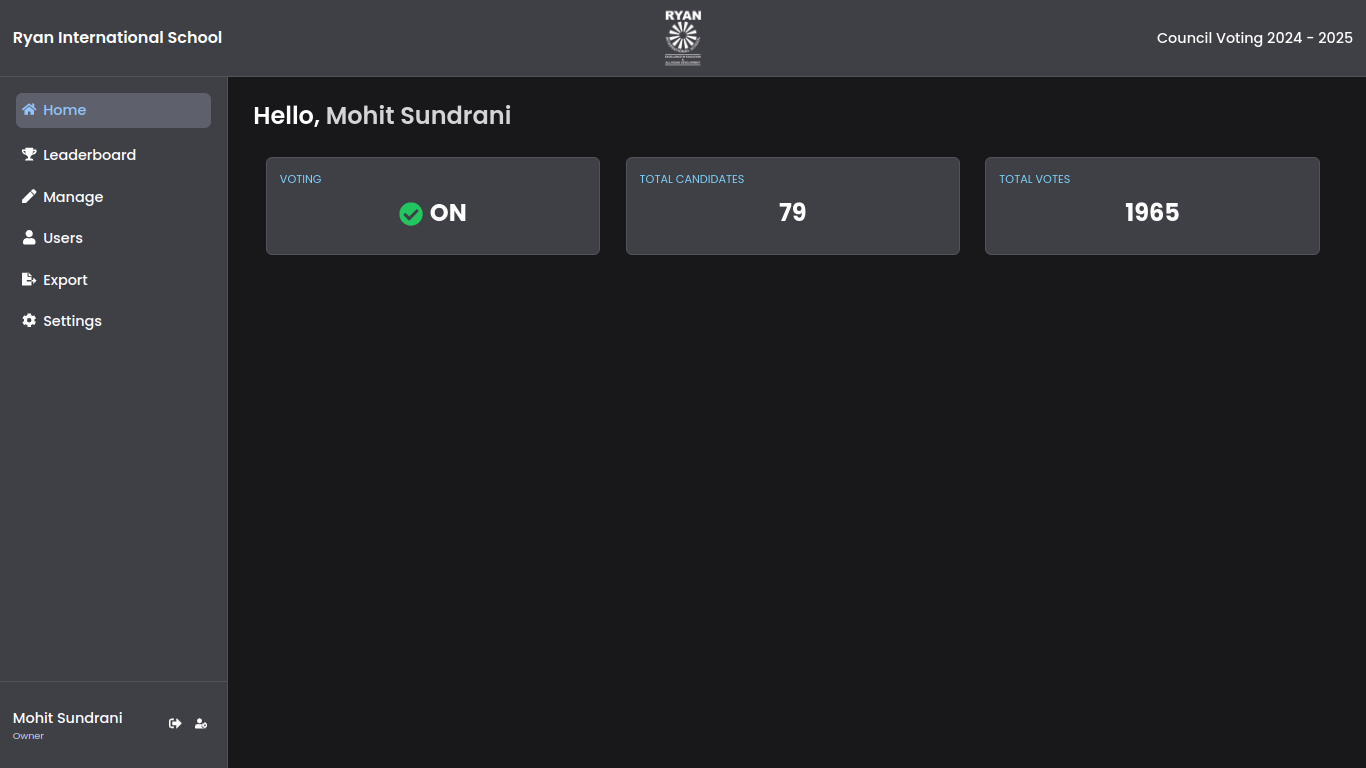 Ryan International School
RYAN
Council Voting 2024 - 2025
Home
Leaderboard
Manage
Users
Export
Settings
Hello, Mohit Sundrani
VOTING
ON
TOTAL CANDIDATES
79
TOTAL VOTES
1965
Mohit Sundrani
Owner